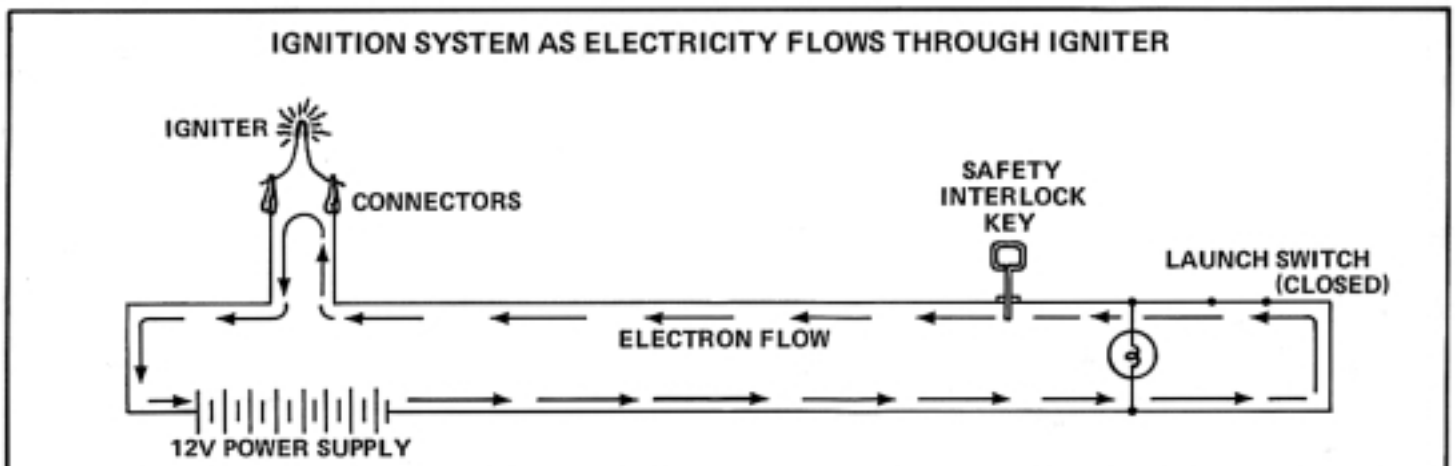 IGNITION SYSTEM AS ELECTRICITY FLOWS THROUGH IGNITER
IGNITER
CONNECTORS
SAFETY
INTERLOCK
KEY
LAUNCH SWITCH
(CLOSED)
ELECTRON FLOW
12V POWER SUPPLY